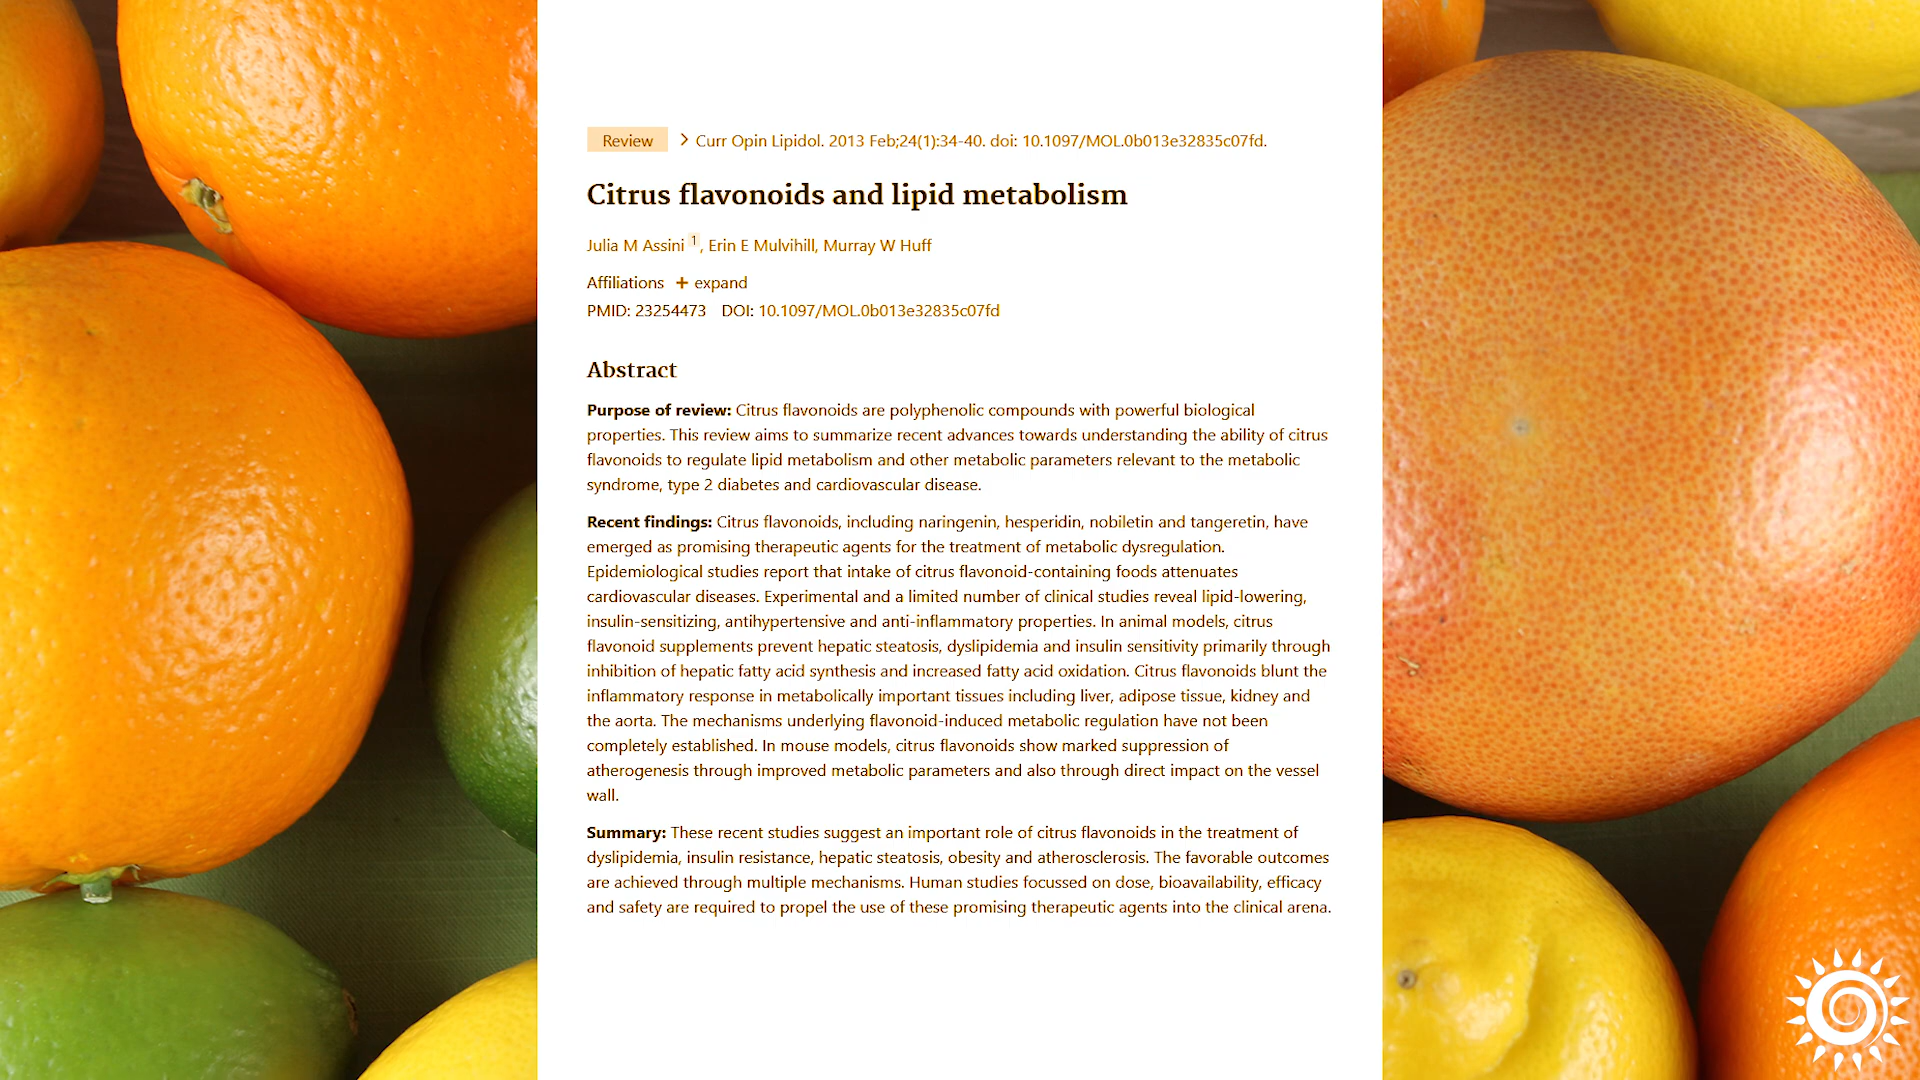 Review > Curr Opin Lipidol. 2013 Feb;24(1):34-40. doi: 10.1097/MOL.0b013e32835c07fd.
Citrus flavonoids and lipid metabolism
Julia M Assini 1, Erin E Mulvihill, Murray W Huff
Affiliations + expand
PMID: 23254473 DOI: 10.1097/MOL.0b013e32835c07fd
Abstract
Purpose of review: Citrus flavonoids are polyphenolic compounds with powerful biological
properties. This review aims to summarize recent advances towards understanding the ability of citrus
flavonoids to regulate lipid metabolism and other metabolic parameters relevant to the metabolic
syndrome, type 2 diabetes and cardiovascular disease.
Recent findings: Citrus flavonoids, including naringenin, hesperidin, nobiletin and tangeretin, have
emerged as promising therapeutic agents for the treatment of metabolic dysregulation.
Epidemiological studies report that intake of citrus flavonoid-containing foods attenuates
cardiovascular diseases. Experimental and a limited number of clinical studies reveal lipid-lowering,
insulin-sensitizing, antihypertensive and anti-inflammatory properties. In animal models, citrus
flavonoid supplements prevent hepatic steatosis, dyslipidemia and insulin sensitivity primarily through
inhibition of hepatic fatty acid synthesis and increased fatty acid oxidation. Citrus flavonoids blunt the
inflammatory response in metabolically important tissues including liver, adipose tissue, kidney and
the aorta. The mechanisms underlying flavonoid-induced metabolic regulation have not been
completely established. In mouse models, citrus flavonoids show marked suppression of
atherogenesis through improved metabolic parameters and also through direct impact on the vessel
wall.
Summary: These recent studies suggest an important role of citrus flavonoids in the treatment of
dyslipidemia, insulin resistance, hepatic steatosis, obesity and atherosclerosis. The favorable outcomes
are achieved through multiple mechanisms. Human studies focussed on dose, bioavailability, efficacy
and safety are required to propel the use of these promising therapeutic agents into the clinical arena.